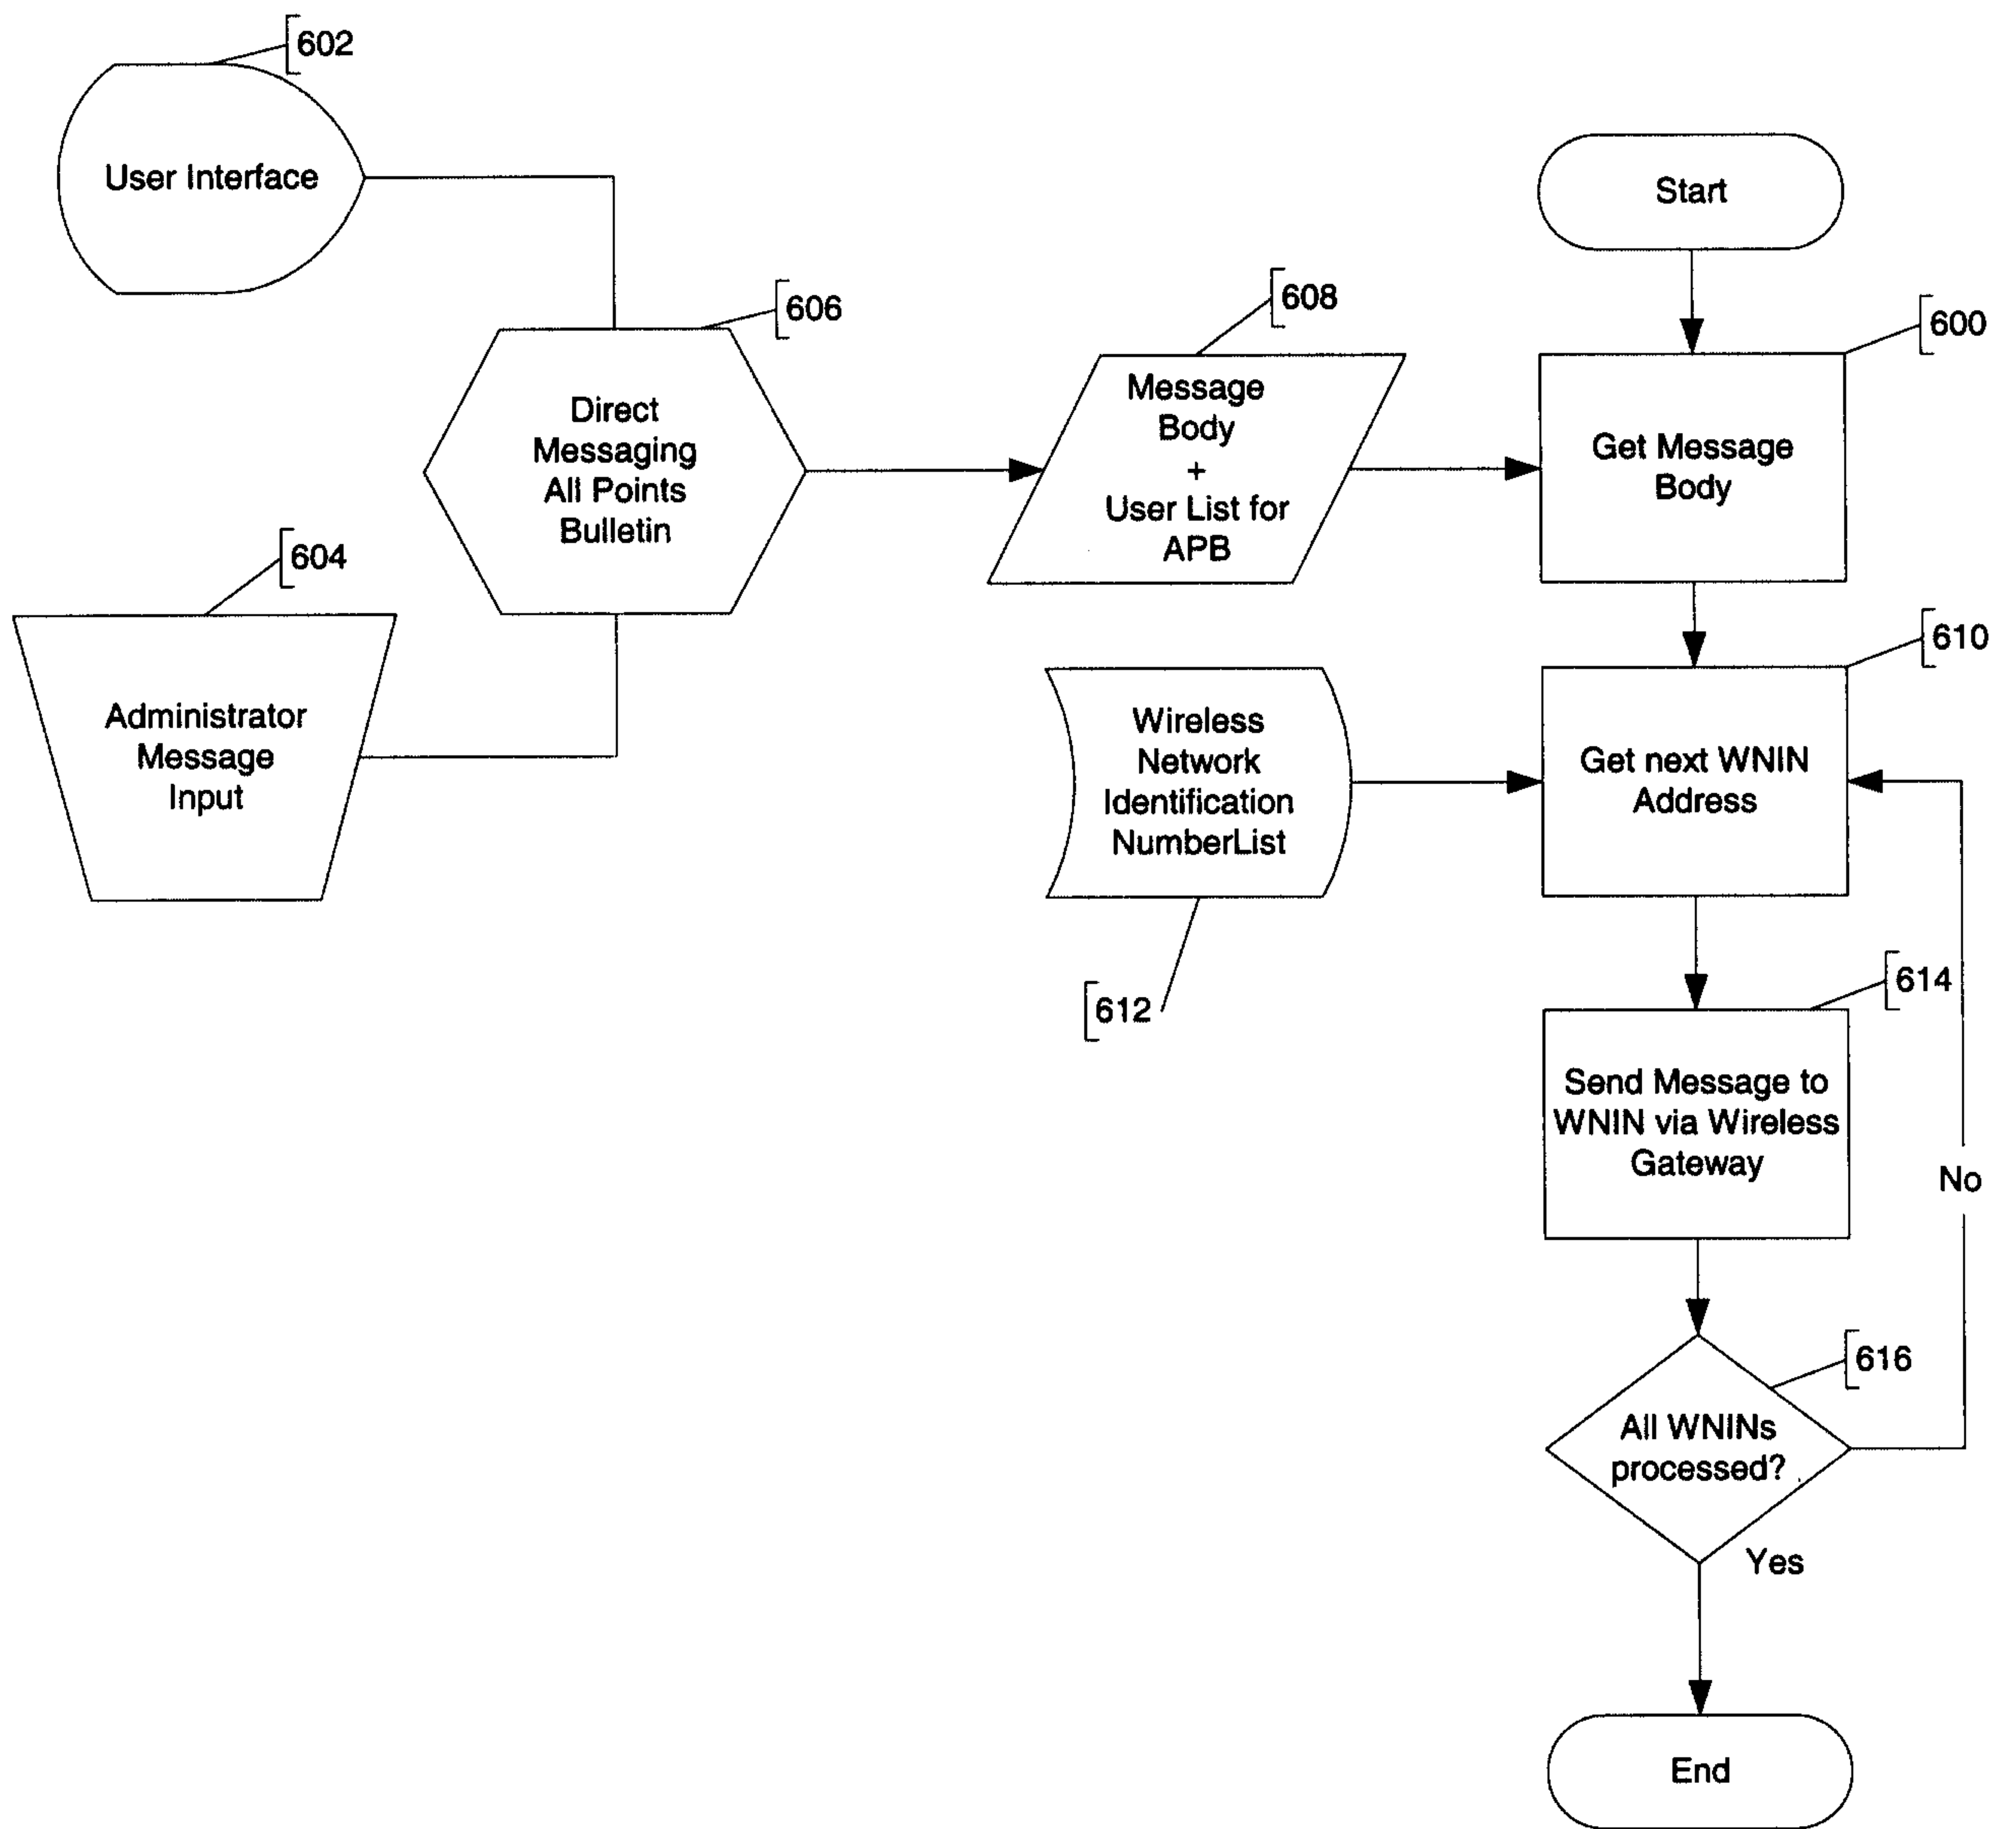 602
User Interface
Start
606
608
600
Direct
Messaging
All Points
Bulletin
Message
Body
+
User List for
APB
Get Message
Body
604
Administrator
Message
Input
610
Wireless
Network
Identification
NumberList
Get next WNIN
Address
612
614
Send Message to
WNIN via Wireless
Gateway
No
616
All WNINs
processed?
Yes
End